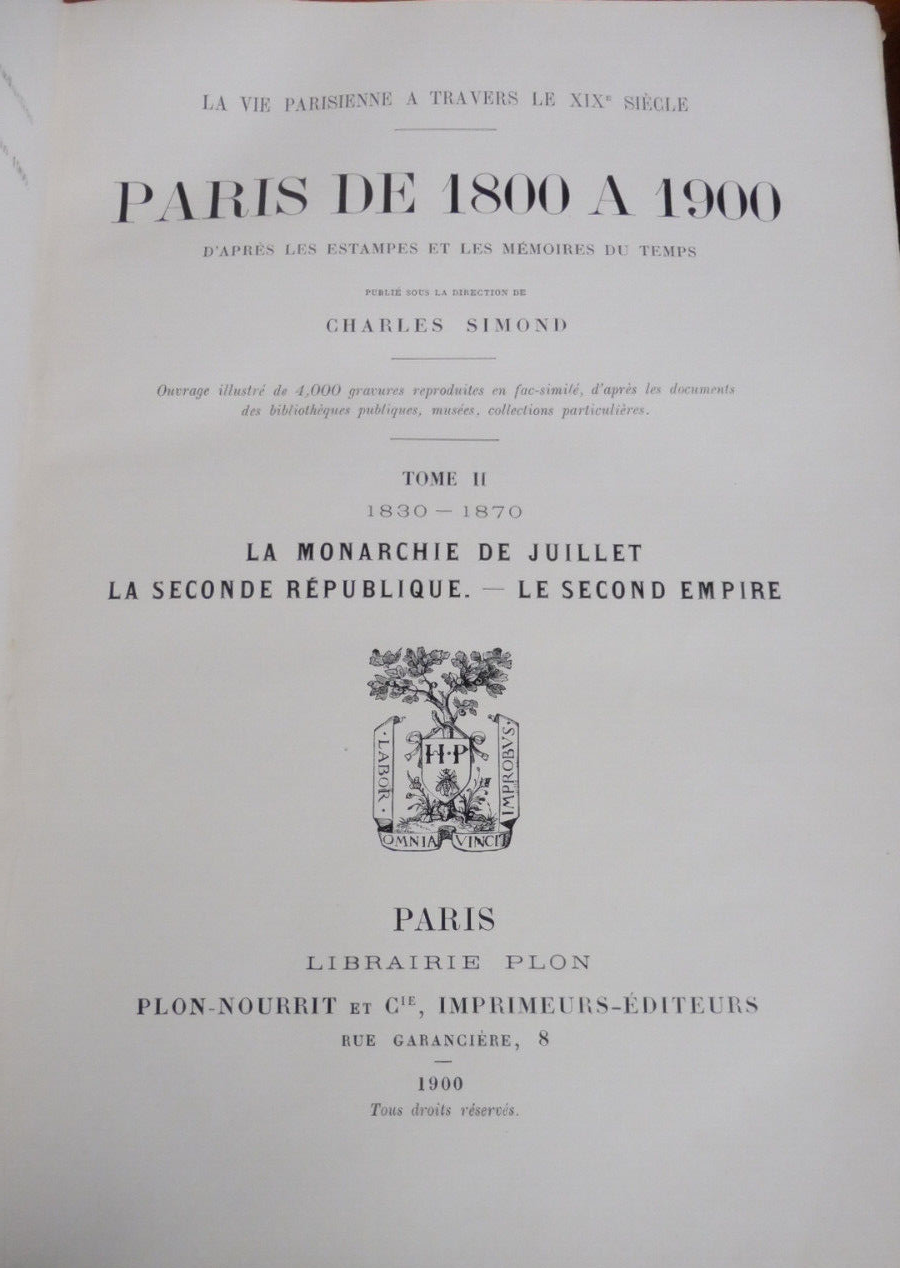 LA VIE PARISIENNE A TRAVERS LE XIXᵉ SIÈCLE
PARIS DE 1800 A 1900
D'APRÈS LES ESTAMPES ET LES MÉMOIRES DU TEMPS
PUBLIÉ SOUS LA DIRECTION DE
CHARLES SIMOND
Ouvrage illustré de 4,000 gravures reproduites en fac-similé, d'après les documents
des bibliothèques publiques, musées, collections particulières.
TOME II
1830 — 1870
LA MONARCHIE DE JUILLET
LA SECONDE RÉPUBLIQUE. — LE SECOND EMPIRE
H·P
·LABOR·
IMPROBVS·
OMNIA VINCIT
PARIS
LIBRAIRIE PLON
PLON-NOURRIT ET Cᴵᴱ, IMPRIMEURS-ÉDITEURS
RUE GARANCIÈRE, 8
1900
Tous droits réservés.